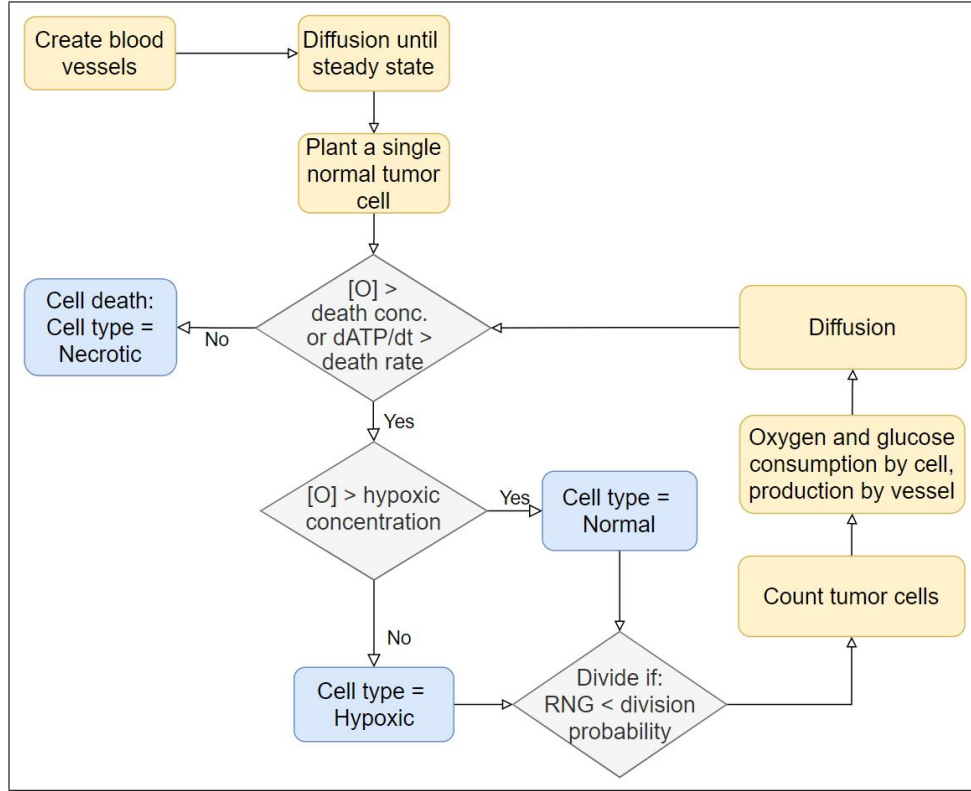 Create blood
vessels
Diffusion until
steady state
Plant a single
normal tumor
cell
[O] >
death conc.
or dATP/dt >
death rate
No
Cell death:
Cell type =
Necrotic
Yes
[O] > hypoxic
concentration
Yes
Cell type =
Normal
No
Cell type =
Hypoxic
Divide if:
RNG < division
probability
Count tumor cells
Oxygen and glucose
consumption by cell,
production by vessel
Diffusion